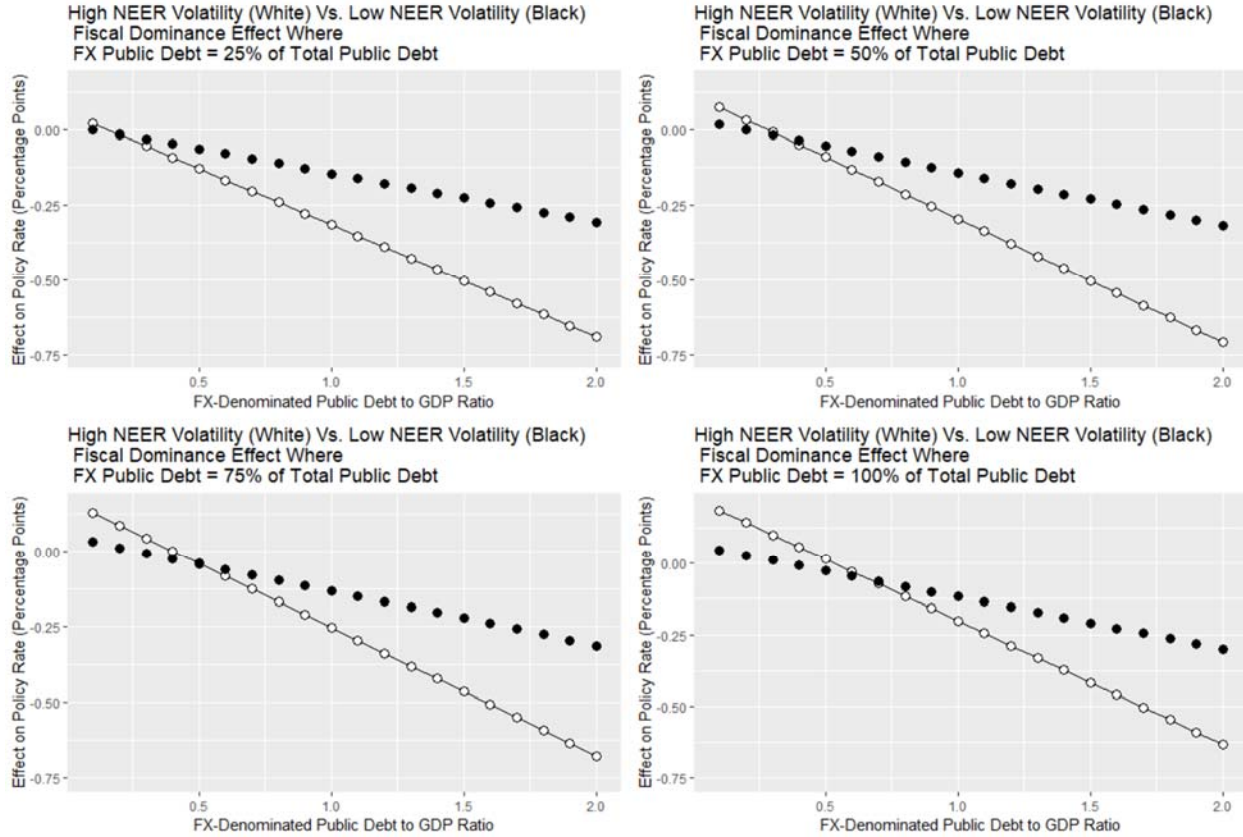 High NEER Volatility (White) Vs. Low NEER Volatility (Black)
Fiscal Dominance Effect Where
FX Public Debt = 25% of Total Public Debt
Effect on Policy Rate (Percentage Points)
0.00
-0.25
-0.50
-0.75
0.5
1.0
1.5
2.0
FX-Denominated Public Debt to GDP Ratio
High NEER Volatility (White) Vs. Low NEER Volatility (Black)
Fiscal Dominance Effect Where
FX Public Debt = 50% of Total Public Debt
Effect on Policy Rate (Percentage Points)
0.00
-0.25
-0.50
-0.75
0.5
1.0
1.5
2.0
FX-Denominated Public Debt to GDP Ratio
High NEER Volatility (White) Vs. Low NEER Volatility (Black)
Fiscal Dominance Effect Where
FX Public Debt = 75% of Total Public Debt
Effect on Policy Rate (Percentage Points)
0.00
-0.25
-0.50
-0.75
0.5
1.0
1.5
2.0
FX-Denominated Public Debt to GDP Ratio
High NEER Volatility (White) Vs. Low NEER Volatility (Black)
Fiscal Dominance Effect Where
FX Public Debt = 100% of Total Public Debt
Effect on Policy Rate (Percentage Points)
0.00
-0.25
-0.50
-0.75
0.5
1.0
1.5
2.0
FX-Denominated Public Debt to GDP Ratio